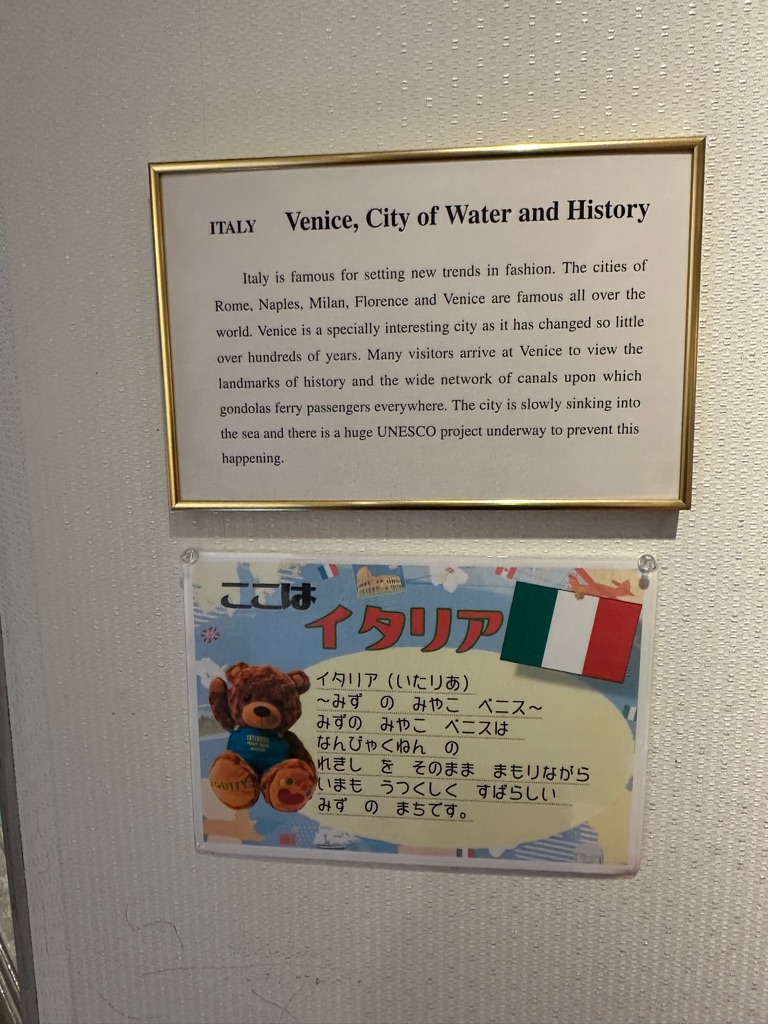 ITALY Venice, City of Water and History
Italy is famous for setting new trends in fashion. The cities of
Rome, Naples, Milan, Florence and Venice are famous all over the
world. Venice is a specially interesting city as it has changed so little
over hundreds of years. Many visitors arrive at Venice to view the
landmarks of history and the wide network of canals upon which
gondolas ferry passengers everywhere. The city is slowly sinking into
the sea and there is a huge UNESCO project underway to prevent this
happening.
ここは
イタリア
イタリア（いたりあ）
～みず の みやこ ベニス～
みずの みやこ ベニスは
なんびゃくねん の
れきし を そのまま まもりながら
いまも うつくしく すばらしい
みず の まちです。
CUTTY